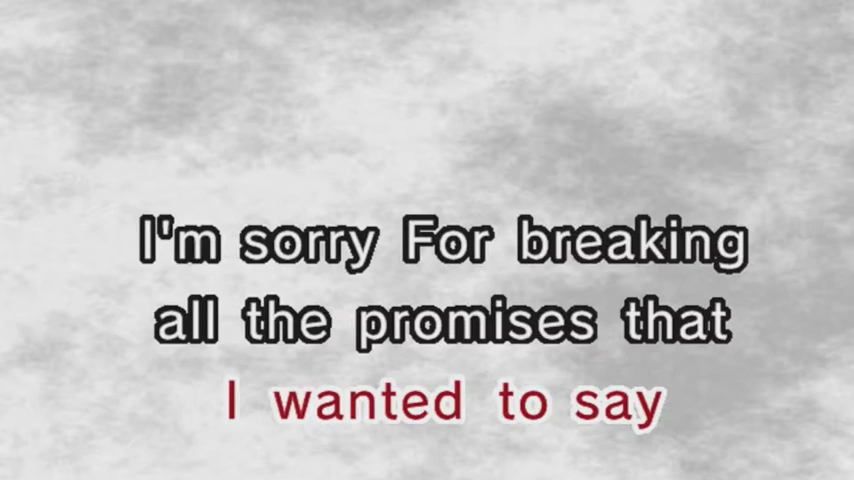 I'm sorry For breaking
all the promises that
I wanted to say